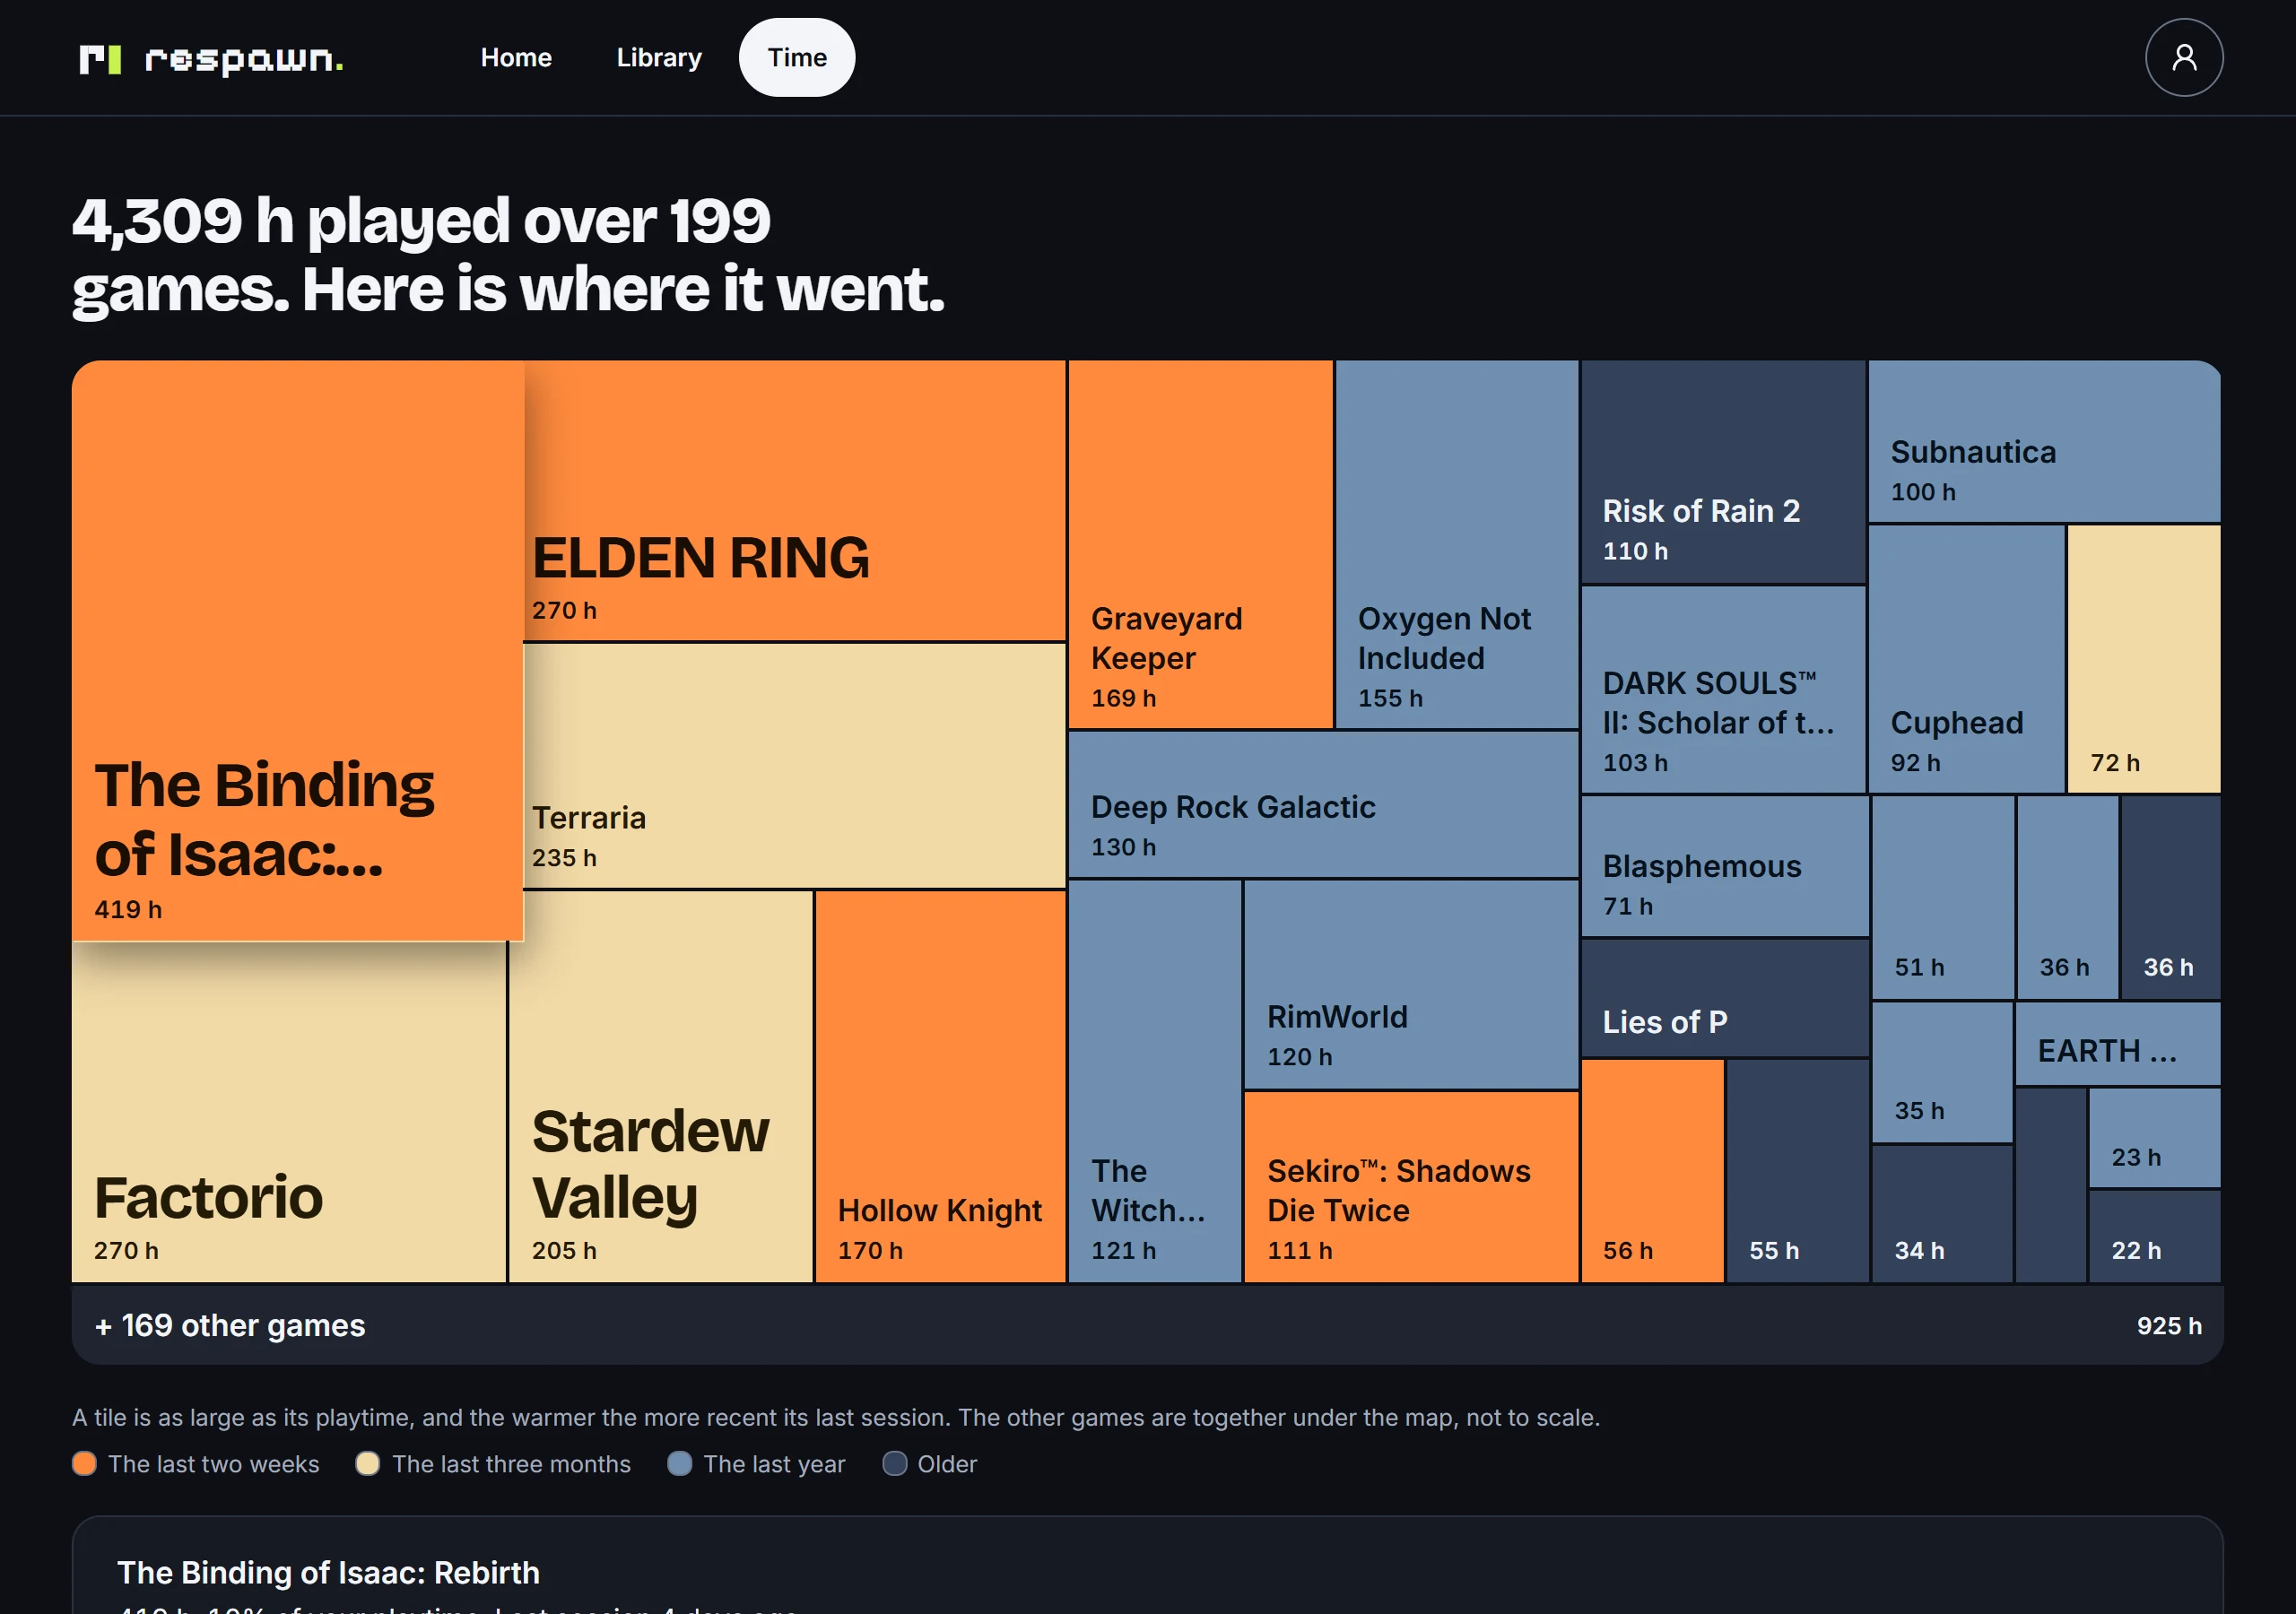 respawn.
Home
Library
Time
4,309 h played over 199
games. Here is where it went.
The Binding
of Isaac:...
419 h
ELDEN RING
270 h
Terraria
235 h
Factorio
270 h
Stardew
Valley
205 h
Hollow Knight
170 h
Graveyard
Keeper
169 h
Oxygen Not
Included
155 h
Deep Rock Galactic
130 h
The
Witch...
121 h
RimWorld
120 h
Sekiro™: Shadows
Die Twice
111 h
Risk of Rain 2
110 h
DARK SOULS™
II: Scholar of t...
103 h
Subnautica
100 h
Cuphead
92 h
72 h
Blasphemous
71 h
Lies of P
56 h
55 h
51 h
36 h
36 h
35 h
34 h
EARTH ...
23 h
22 h
+ 169 other games
925 h
A tile is as large as its playtime, and the warmer the more recent its last session. The other games are together under the map, not to scale.
The last two weeks
The last three months
The last year
Older
The Binding of Isaac: Rebirth